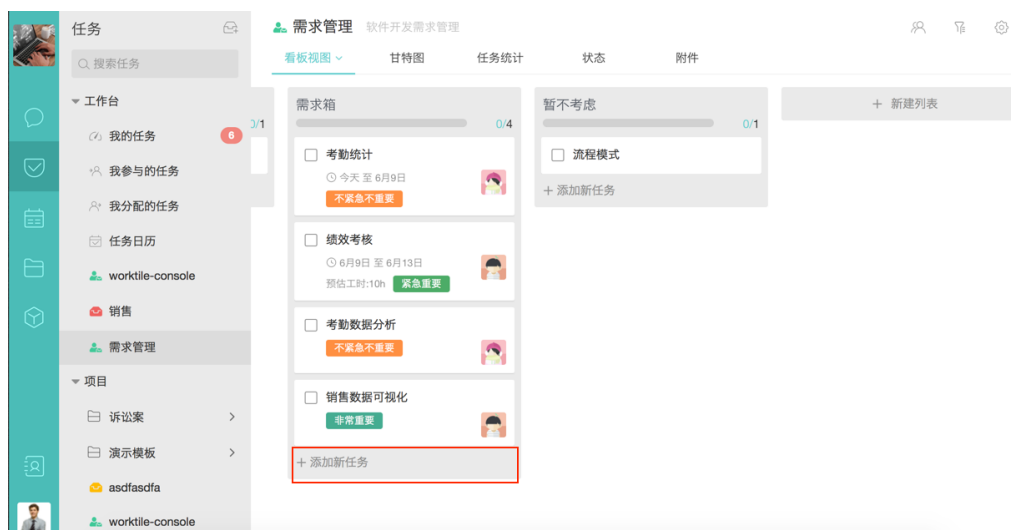 任务
搜索任务
工作台
我的任务
6
我参与的任务
我分配的任务
任务日历
worktile-console
销售
需求管理
项目
诉讼案
演示模板
asdfasdfa
worktile-console
需求管理 软件开发需求管理
看板视图
甘特图
任务统计
状态
附件
0/1
需求箱
0/4
考勤统计
今天 至 6月9日
不紧急不重要
绩效考核
6月9日 至 6月13日
预估工时:10h 紧急重要
考勤数据分析
不紧急不重要
销售数据可视化
非常重要
+ 添加新任务
暂不考虑
0/1
流程模式
+ 添加新任务
+ 新建列表